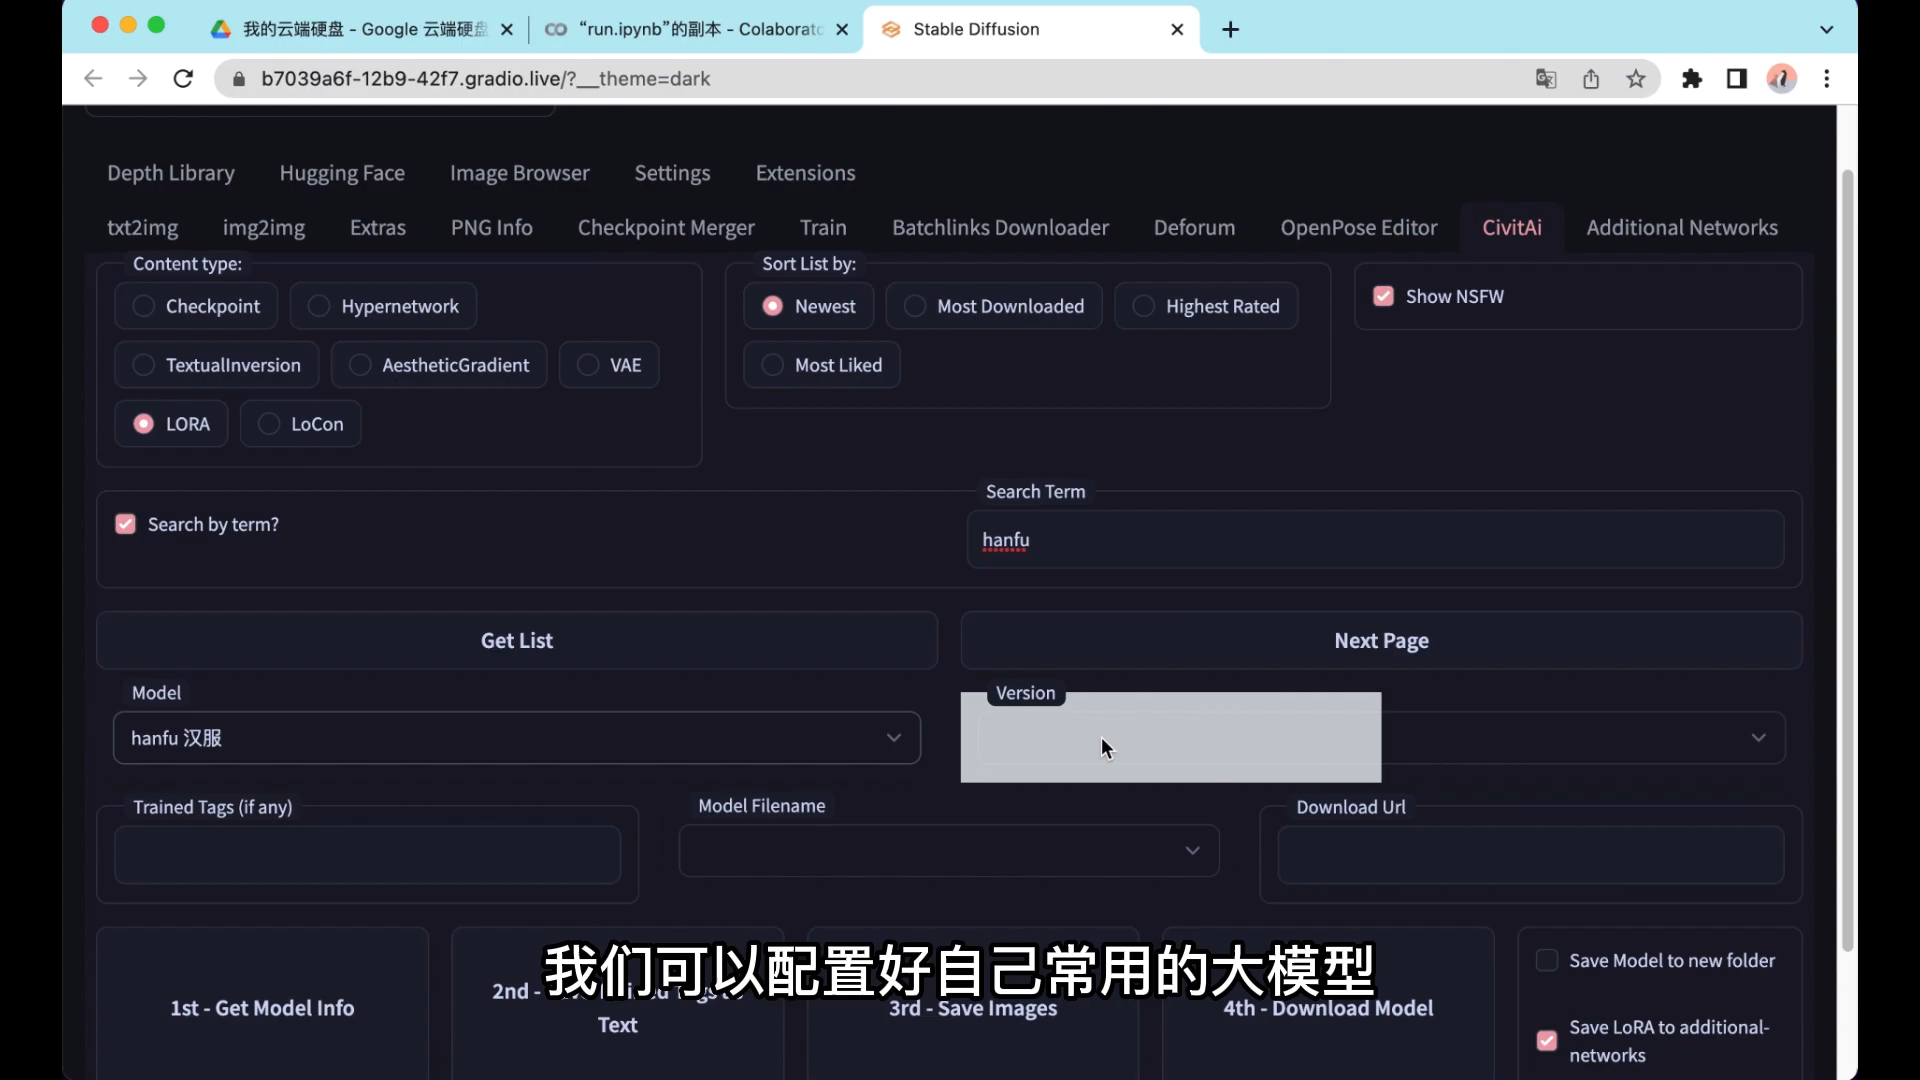 我的云端硬盘 - Google 云端硬盘
“run.ipynb”的副本 - Colaborato
Stable Diffusion
b7039a6f-12b9-42f7.gradio.live/?__theme=dark
Depth Library
Hugging Face
Image Browser
Settings
Extensions
txt2img
img2img
Extras
PNG Info
Checkpoint Merger
Train
Batchlinks Downloader
Deforum
OpenPose Editor
CivitAi
Additional Networks
Content type:
Checkpoint
Hypernetwork
TextualInversion
AestheticGradient
VAE
LORA
LoCon
Sort List by:
Newest
Most Downloaded
Highest Rated
Most Liked
Show NSFW
Search by term?
Search Term
hanfu
Get List
Next Page
Model
hanfu 汉服
Version
Trained Tags (if any)
Model Filename
Download Url
1st - Get Model Info
2nd -
Text
3rd - Save Images
4th - Download Model
Save Model to new folder
Save LoRA to additional-
networks
我们可以配置好自己常用的大模型